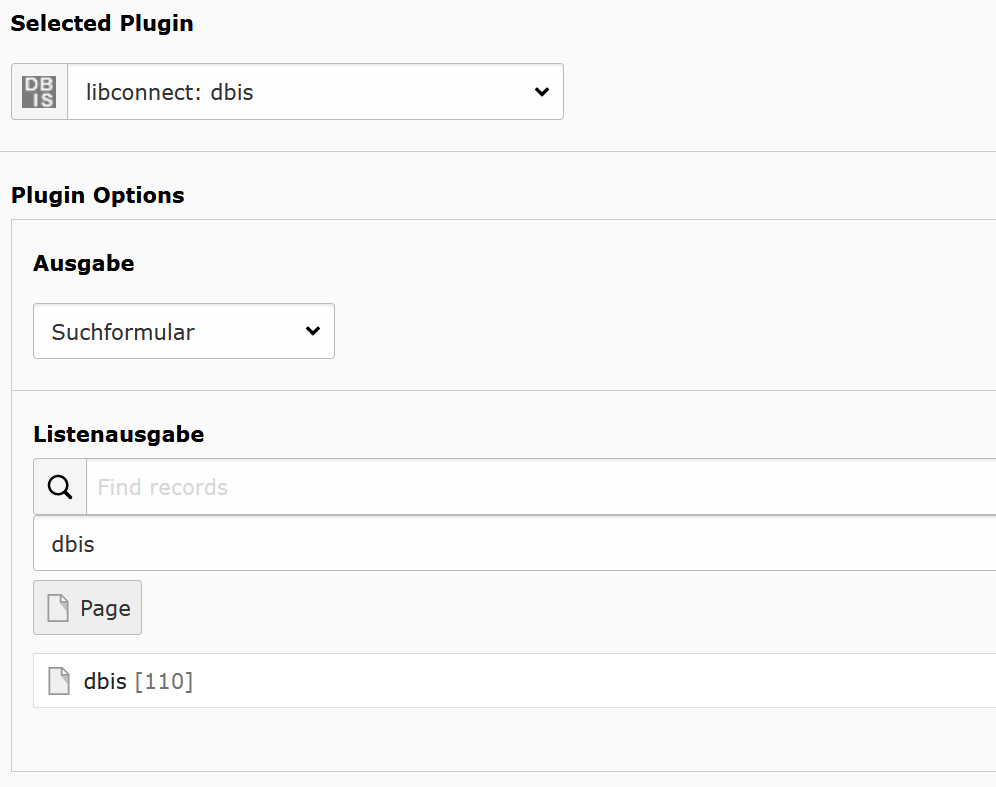 Selected Plugin
DB
IS
libconnect: dbis
Plugin Options
Ausgabe
Suchformular
Listenausgabe
Find records
dbis
Page
dbis [110]